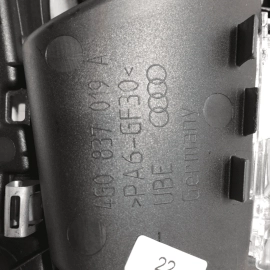 4G0 837 019 A
>PA6-GF30<
UBE
Germany
22